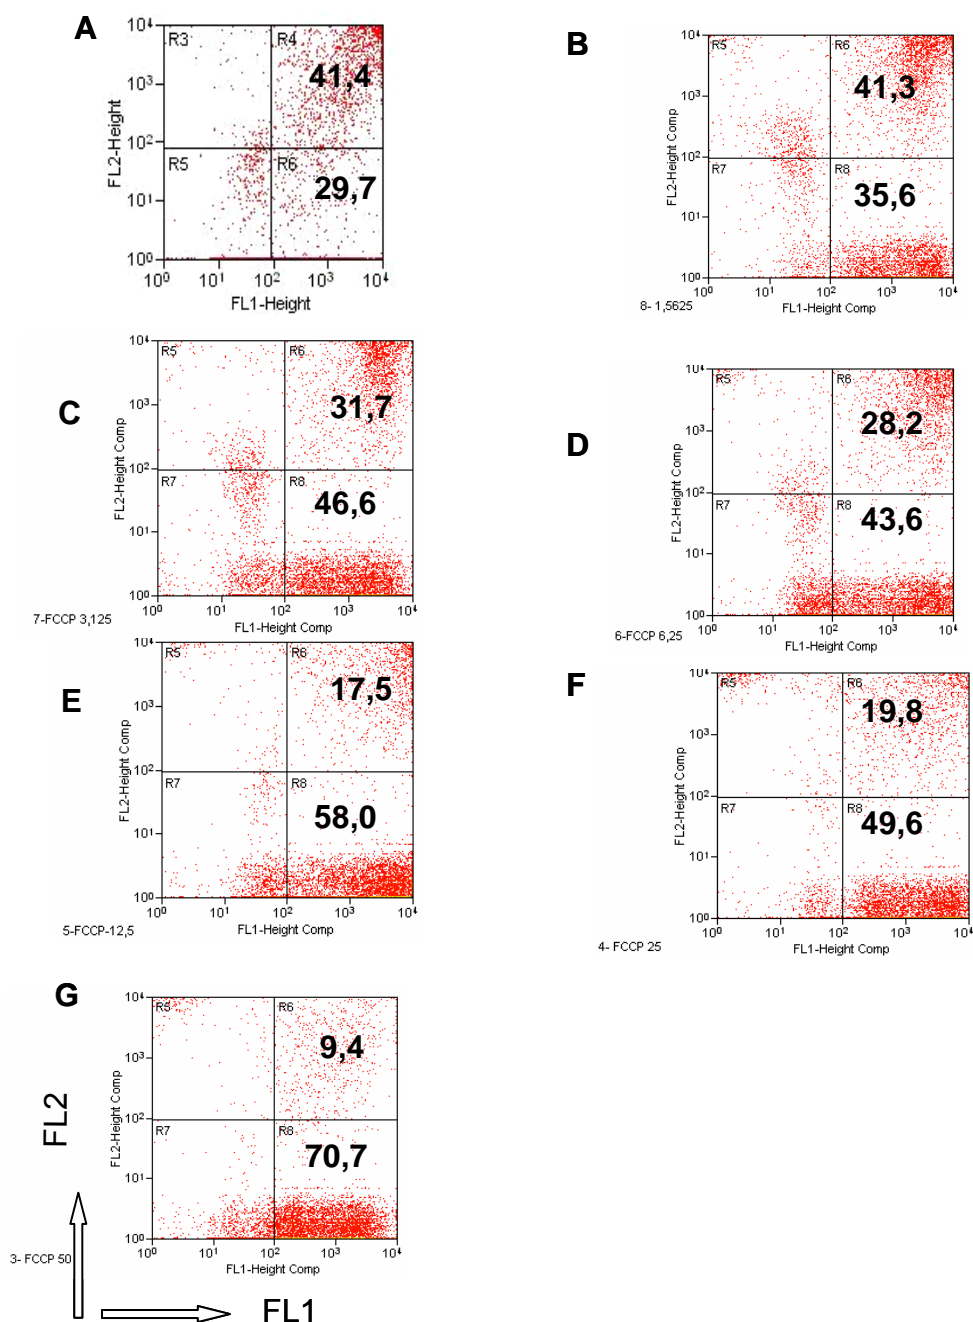 A
10⁴
R3
R4
41,4
10³
FL2-Height
10²
R5
R6
29,7
10¹
10⁰
10⁰
10¹
10²
10³
10⁴
FL1-Height
B
10⁴
R5
R6
41,3
10³
FL2-Height Comp
10²
R7
R8
35,6
10¹
10⁰
10⁰
10¹
10²
10³
10⁴
8- 1,5625
FL1-Height Comp
C
10⁴
R5
R6
31,7
10³
FL2-Height Comp
10²
R7
R8
46,6
10¹
10⁰
10⁰
10¹
10²
10³
10⁴
7-FCCP 3,125
FL1-Height Comp
D
10⁴
R5
R6
28,2
10³
FL2-Height Comp
10²
R7
R8
43,6
10¹
10⁰
10⁰
10¹
10²
10³
10⁴
6-FCCP 6,25
FL1-Height Comp
E
10⁴
R5
R6
17,5
10³
FL2-Height Comp
10²
R7
R8
58,0
10¹
10⁰
10⁰
10¹
10²
10³
10⁴
5-FCCP-12,5
FL1-Height Comp
F
10⁴
R5
R6
19,8
10³
FL2-Height Comp
10²
R7
R8
49,6
10¹
10⁰
10⁰
10¹
10²
10³
10⁴
4- FCCP 25
FL1-Height Comp
G
10⁴
R5
R6
9,4
10³
FL2-Height Comp
10²
R7
R8
70,7
10¹
10⁰
10⁰
10¹
10²
10³
10⁴
3- FCCP 50
FL1-Height Comp
FL2
FL1